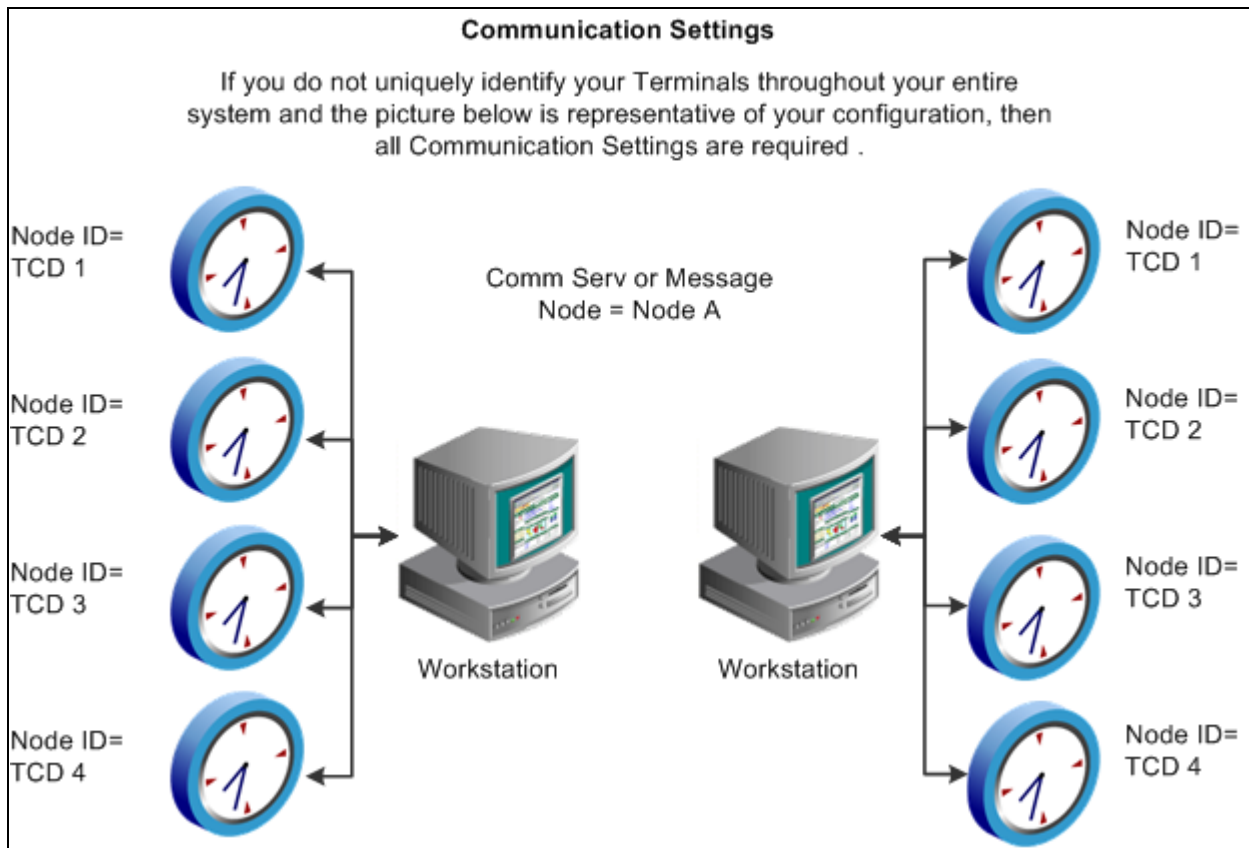 Communication Settings
If you do not uniquely identify your Terminals throughout your entire
system and the picture below is representative of your configuration, then
all Communication Settings are required .
Node ID=
TCD 1
Node ID=
TCD 2
Node ID=
TCD 3
Node ID=
TCD 4
Comm Serv or Message
Node = Node A
Workstation
Workstation
Node ID=
TCD 1
Node ID=
TCD 2
Node ID=
TCD 3
Node ID=
TCD 4